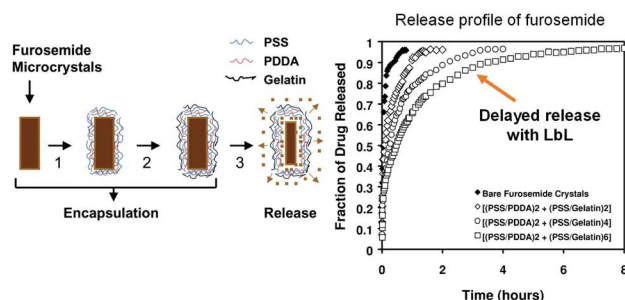 Furosemide
Microcrystals
PSS
PDDA
Gelatin
1
2
3
Encapsulation
Release
Release profile of furosemide
Fraction of Drug Released
1
0.9
0.8
0.7
0.6
0.5
0.4
0.3
0.2
0.1
0
Delayed release
with LbL
Bare Furosemide Crystals
[(PSS/PDDA)2 + (PSS/Gelatin)2]
[(PSS/PDDA)2 + (PSS/Gelatin)4]
[(PSS/PDDA)2 + (PSS/Gelatin)6]
0 2 4 6 8
Time (hours)